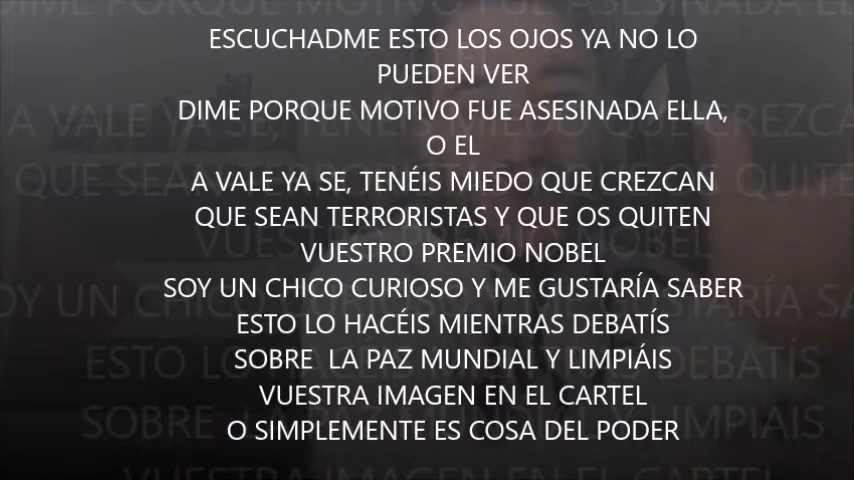 ESCUCHADME ESTO LOS OJOS YA NO LO
PUEDEN VER
DIME PORQUE MOTIVO FUE ASESINADA ELLA,
O EL
A VALE YA SE, TENÉIS MIEDO QUE CREZCAN
QUE SEAN TERRORISTAS Y QUE OS QUITEN
VUESTRO PREMIO NOBEL
SOY UN CHICO CURIOSO Y ME GUSTARÍA SABER
ESTO LO HACÉIS MIENTRAS DEBATÍS
SOBRE  LA PAZ MUNDIAL Y LIMPIÁIS
VUESTRA IMAGEN EN EL CARTEL
O SIMPLEMENTE ES COSA DEL PODER